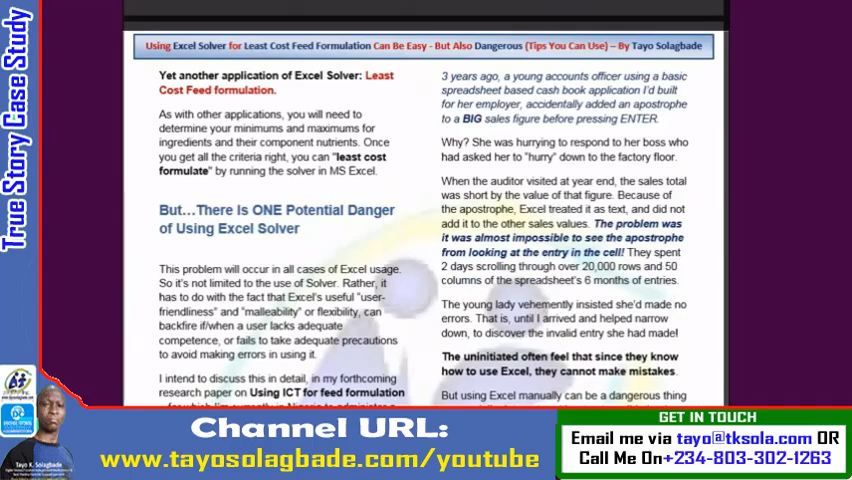 True Story Case Study
Using Excel Solver for Least Cost Feed Formulation Can Be Easy - But Also Dangerous (Tips You Can Use) – By Tayo Solagbade
Yet another application of Excel Solver: Least
Cost Feed formulation.
As with other applications, you will need to
determine your minimums and maximums for
ingredients and their component nutrients. Once
you get all the criteria right, you can "least cost
formulate" by running the solver in MS Excel.
But...There Is ONE Potential Danger
of Using Excel Solver
This problem will occur in all cases of Excel usage.
So it's not limited to the use of Solver. Rather, it
has to do with the fact that Excel's useful "user-
friendliness" and "malleability" or flexibility, can
backfire if/when a user lacks adequate
competence, or fails to take adequate precautions
to avoid making errors in using it.
I intend to discuss this in detail, in my forthcoming
research paper on Using ICT for feed formulation
3 years ago, a young accounts officer using a basic
spreadsheet based cash book application I'd built
for her employer, accidentally added an apostrophe
to a BIG sales figure before pressing ENTER.
Why? She was hurrying to respond to her boss who
had asked her to "hurry" down to the factory floor.
When the auditor visited at year end, the sales total
was short by the value of that figure. Because of
the apostrophe, Excel treated it as text, and did not
add it to the other sales values. The problem was
it was almost impossible to see the apostrophe
from looking at the entry in the cell! They spent
2 days scrolling through over 20,000 rows and 50
columns of the spreadsheet's 6 months of entries.
The young lady vehemently insisted she'd made no
errors. That is, until I arrived and helped narrow
down, to discover the invalid entry she had made!
The uninitiated often feel that since they know
how to use Excel, they cannot make mistakes.
But using Excel manually can be a dangerous thing
Tayo K. Solagbade
Channel URL:
www.tayosolagbade.com/youtube
GET IN TOUCH
Email me via tayo@tksola.com OR
Call Me On+234-803-302-1263